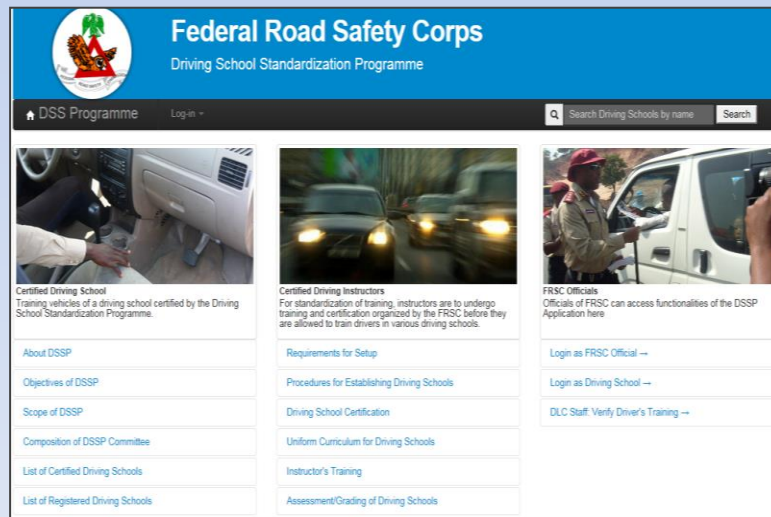 Federal Road Safety Corps
Driving School Standardization Programme
DSS Programme
Log-in
Search Driving Schools by name
Search
Certified Driving School
Training vehicles of a driving school certified by the Driving
School Standardization Programme.
About DSSP
Objectives of DSSP
Scope of DSSP
Composition of DSSP Committee
List of Certified Driving Schools
List of Registered Driving Schools
Certified Driving Instructors
For standardization of training, instructors are to undergo
training and certification organized by the FRSC before they
are allowed to train drivers in various driving schools.
Requirements for Setup
Procedures for Establishing Driving Schools
Driving School Certification
Uniform Curriculum for Driving Schools
Instructor's Training
Assessment/Grading of Driving Schools
FRSC Officials
Officials of FRSC can access functionalities of the DSSP
Application here
Login as FRSC Official →
Login as Driving School →
DLC Staff: Verify Driver's Training →